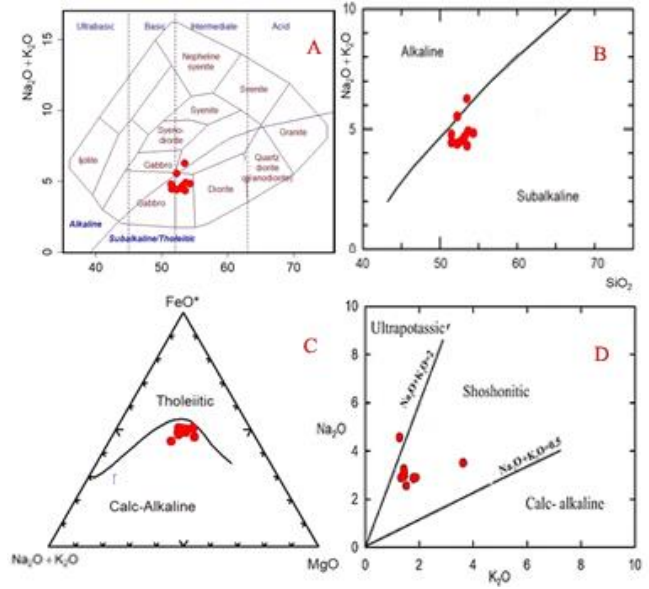 Ultrabasic Basic Intermediate Acid
A
Na₂O + K₂O
15
10
5
0
Nepheline
syenite
Syenite
Syenite
Syeno-
diorite
Granite
Ijolite
Gabbro
Quartz
diorite
(granodiorite)
Gabbro
Diorite
Alkaline
Subalkaline/Tholeiitic
40 50 60 70
B
Na₂O + K₂O
10
5
0
Alkaline
Subalkaline
40 50 60 70
SiO₂
FeO*
C
Tholeiitic
Calc-Alkaline
Na₂O + K₂O
MgO
D
10
8
6
4
2
0
Na₂O
Ultrapotassic
Na₂O+K₂O=2
Shoshonitic
Na₂O+K₂O=0.5
Calc- alkaline
0 2 4 6 8 10
K₂O